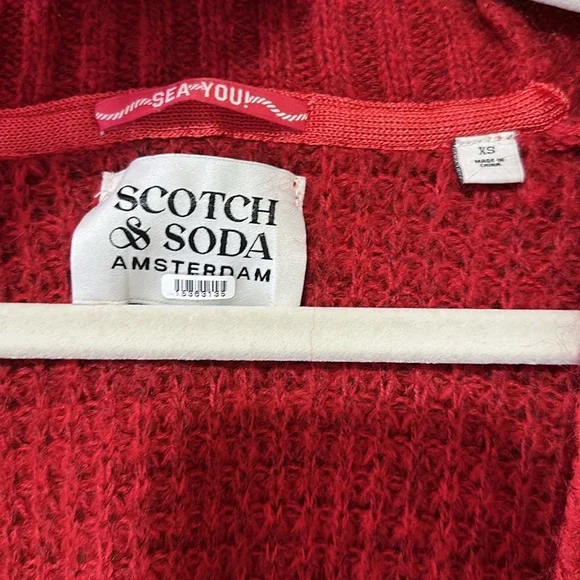 SEA YOU!
XS
MADE IN
CHINA
SCOTCH
& SODA
AMSTERDAM